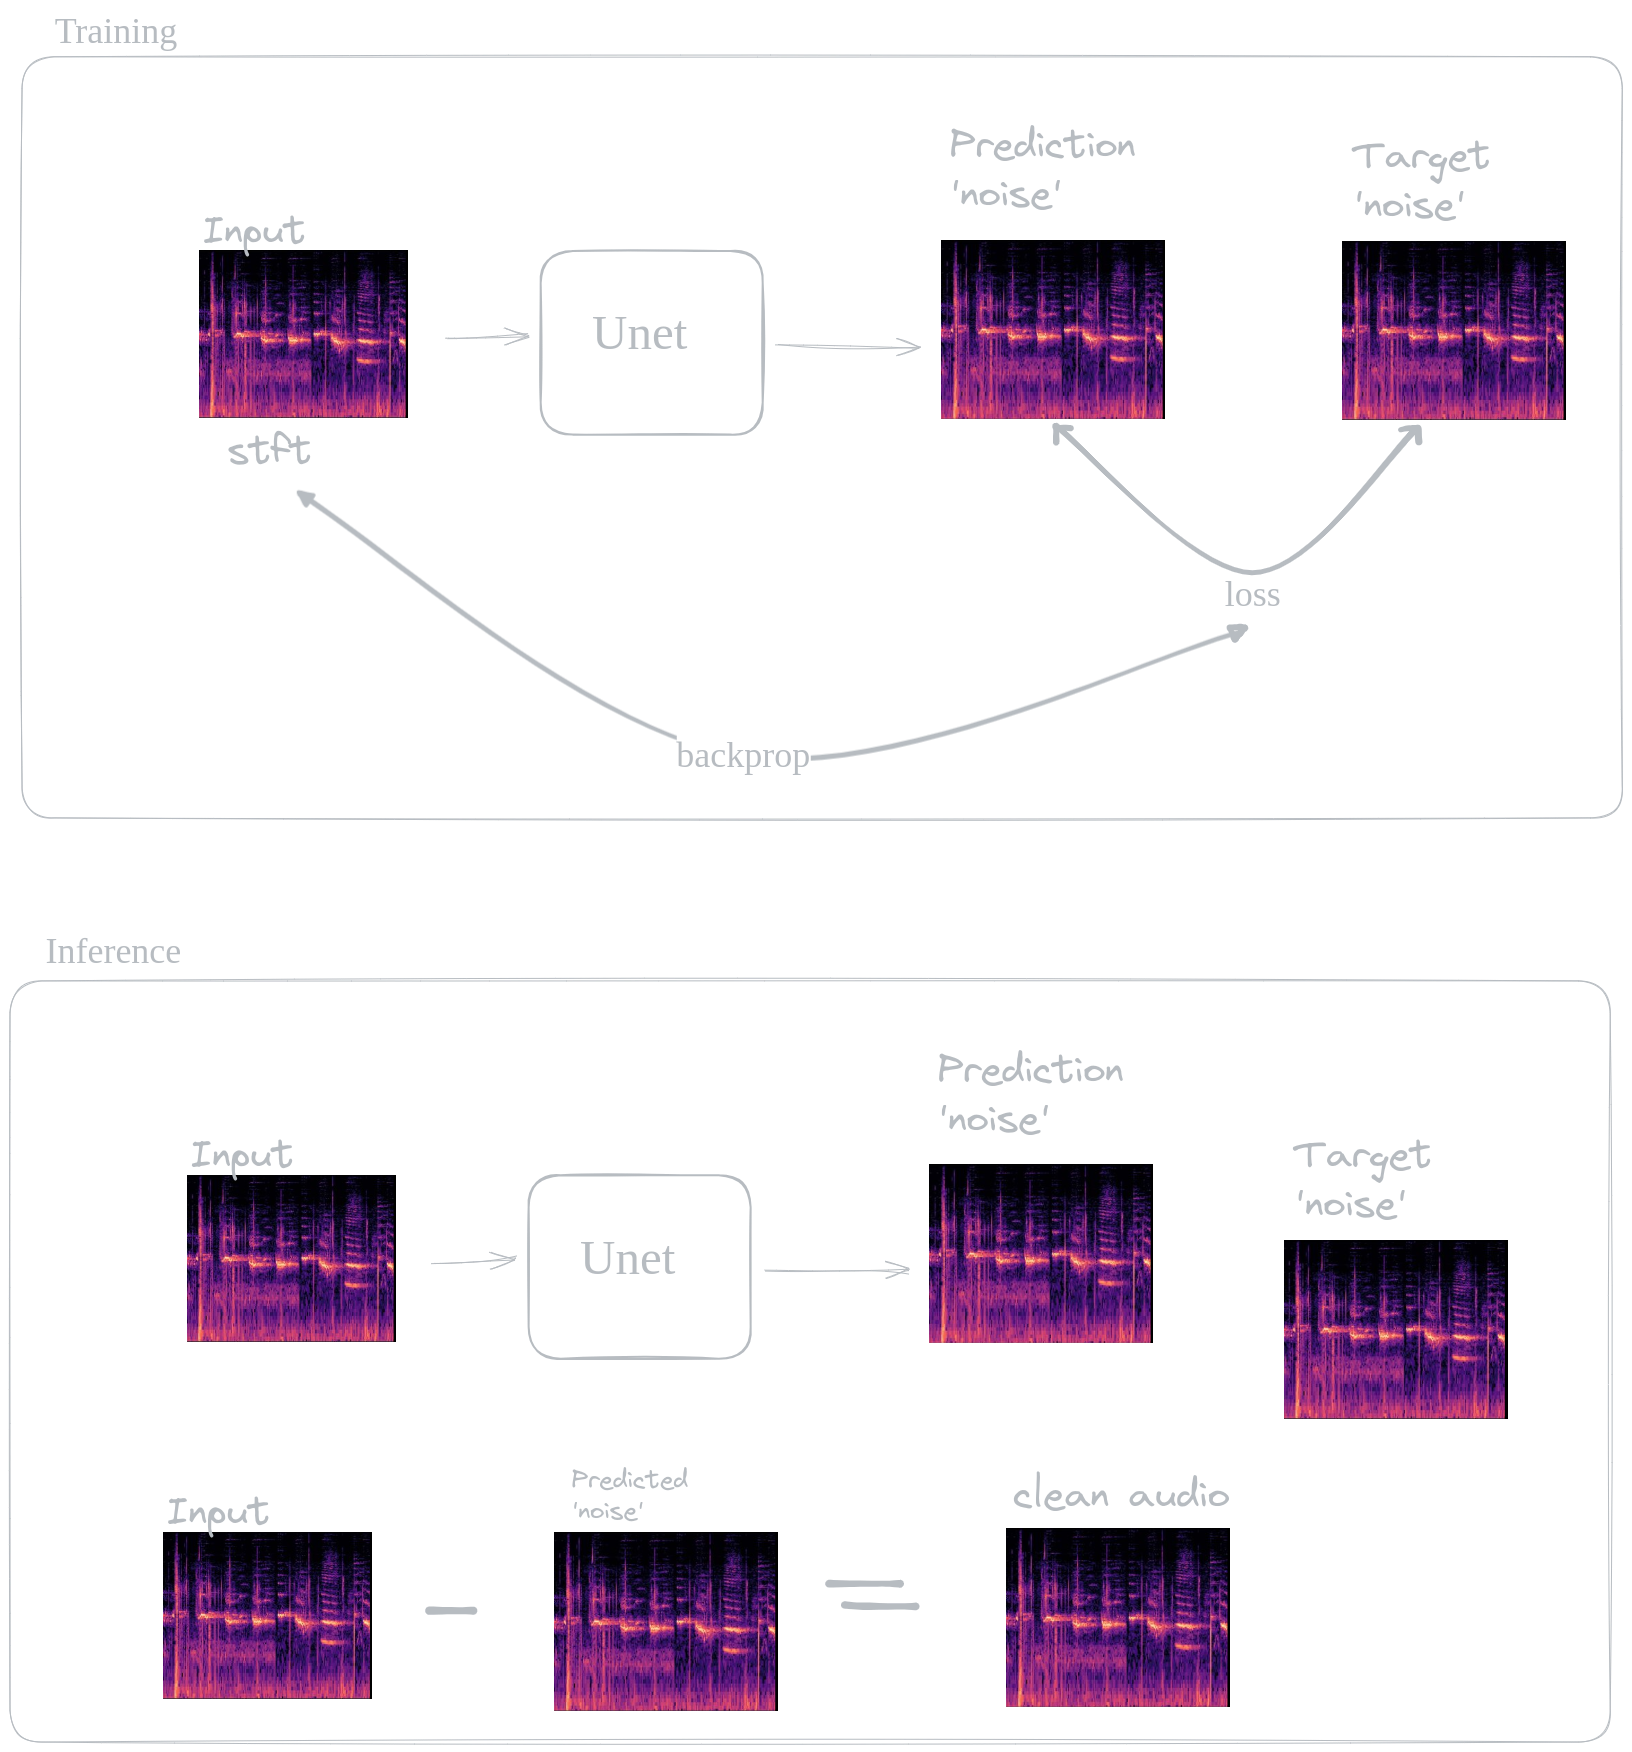 Training
Prediction
'noise'
Target
'noise'
Input
Unet
stft
loss
backprop
Inference
Prediction
'noise'
Input
Target
'noise'
Unet
Predicted
'noise'
Input
clean audio